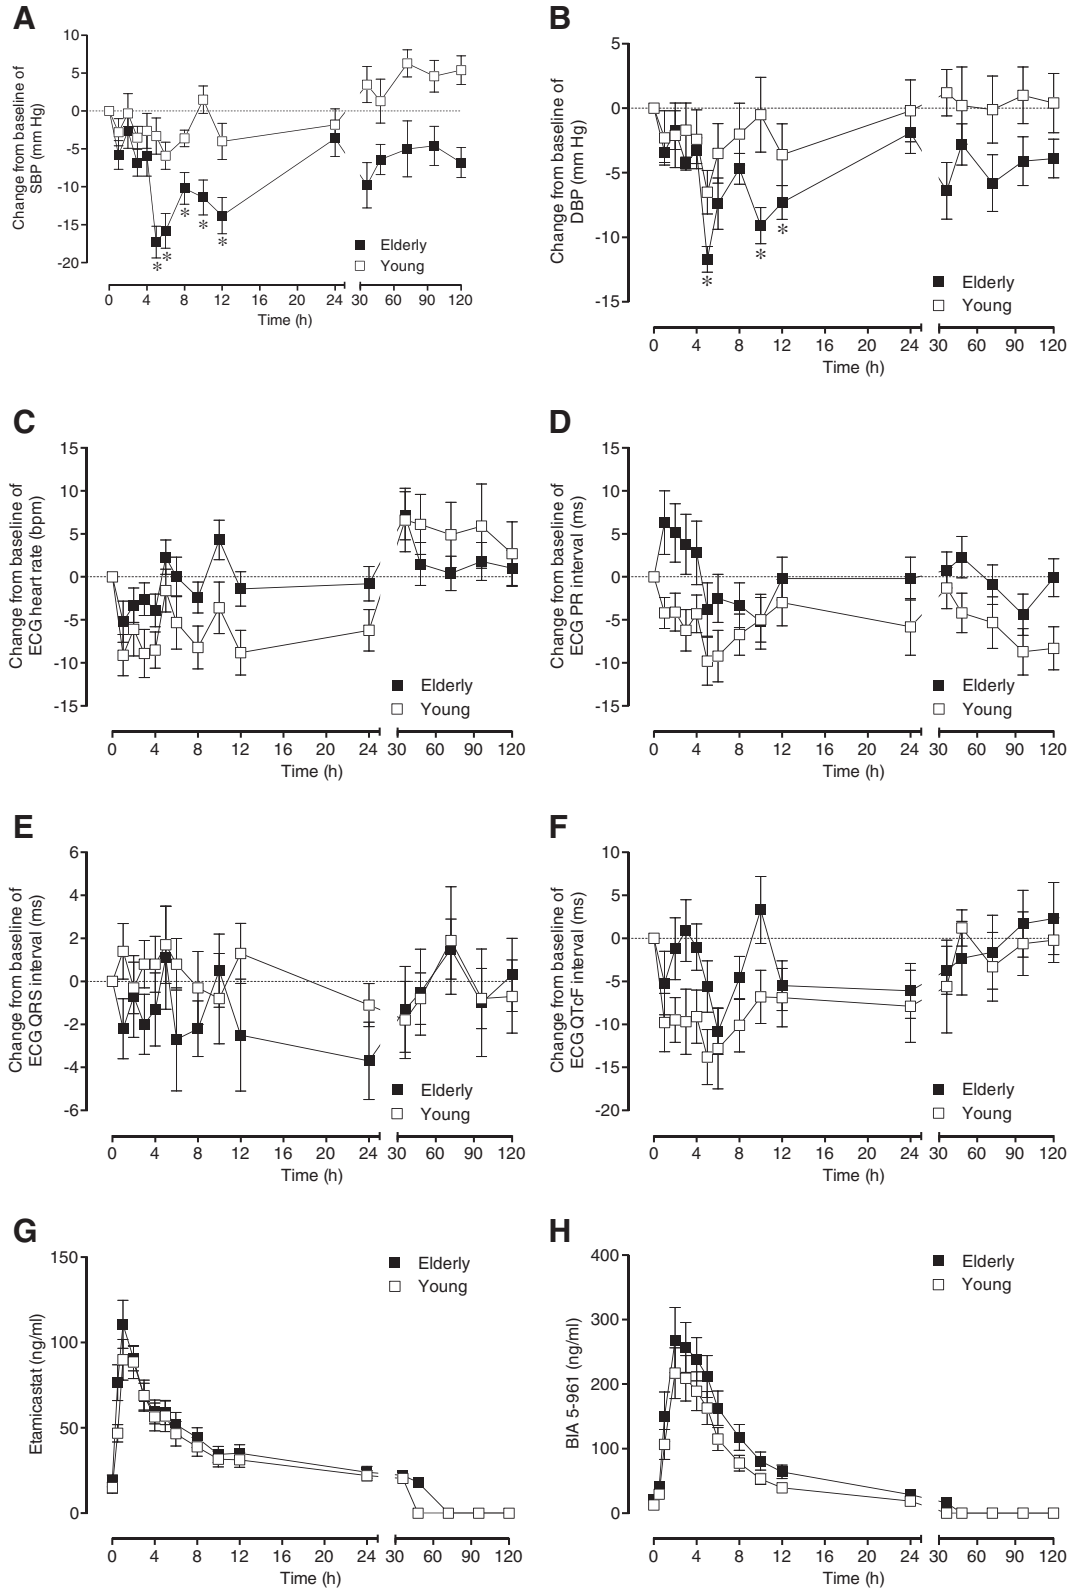 A
Change from baseline of
SBP (mm Hg)
10
5
0
-5
-10
-15
-20
*
*
*
*
*
Elderly
Young
0 4 8 12 16 20 24 30 60 90 120
Time (h)
B
Change from baseline of
DBP (mm Hg)
5
0
-5
-10
-15
*
*
*
Elderly
Young
0 4 8 12 16 20 24 30 60 90 120
Time (h)
C
Change from baseline of
ECG heart rate (bpm)
15
10
5
0
-5
-10
-15
Elderly
Young
0 4 8 12 16 20 24 30 60 90 120
Time (h)
D
Change from baseline of
ECG PR interval (ms)
15
10
5
0
-5
-10
-15
Elderly
Young
0 4 8 12 16 20 24 30 60 90 120
Time (h)
E
Change from baseline of
ECG QRS interval (ms)
6
4
2
0
-2
-4
-6
Elderly
Young
0 4 8 12 16 20 24 30 60 90 120
Time (h)
F
Change from baseline of
ECG QTcF interval (ms)
10
5
0
-5
-10
-15
-20
Elderly
Young
0 4 8 12 16 20 24 30 60 90 120
Time (h)
G
Etamicastat (ng/ml)
150
100
50
0
Elderly
Young
0 4 8 12 16 20 24 30 60 90 120
Time (h)
H
BIA 5-961 (ng/ml)
400
300
200
100
0
Elderly
Young
0 4 8 12 16 20 24 30 60 90 120
Time (h)